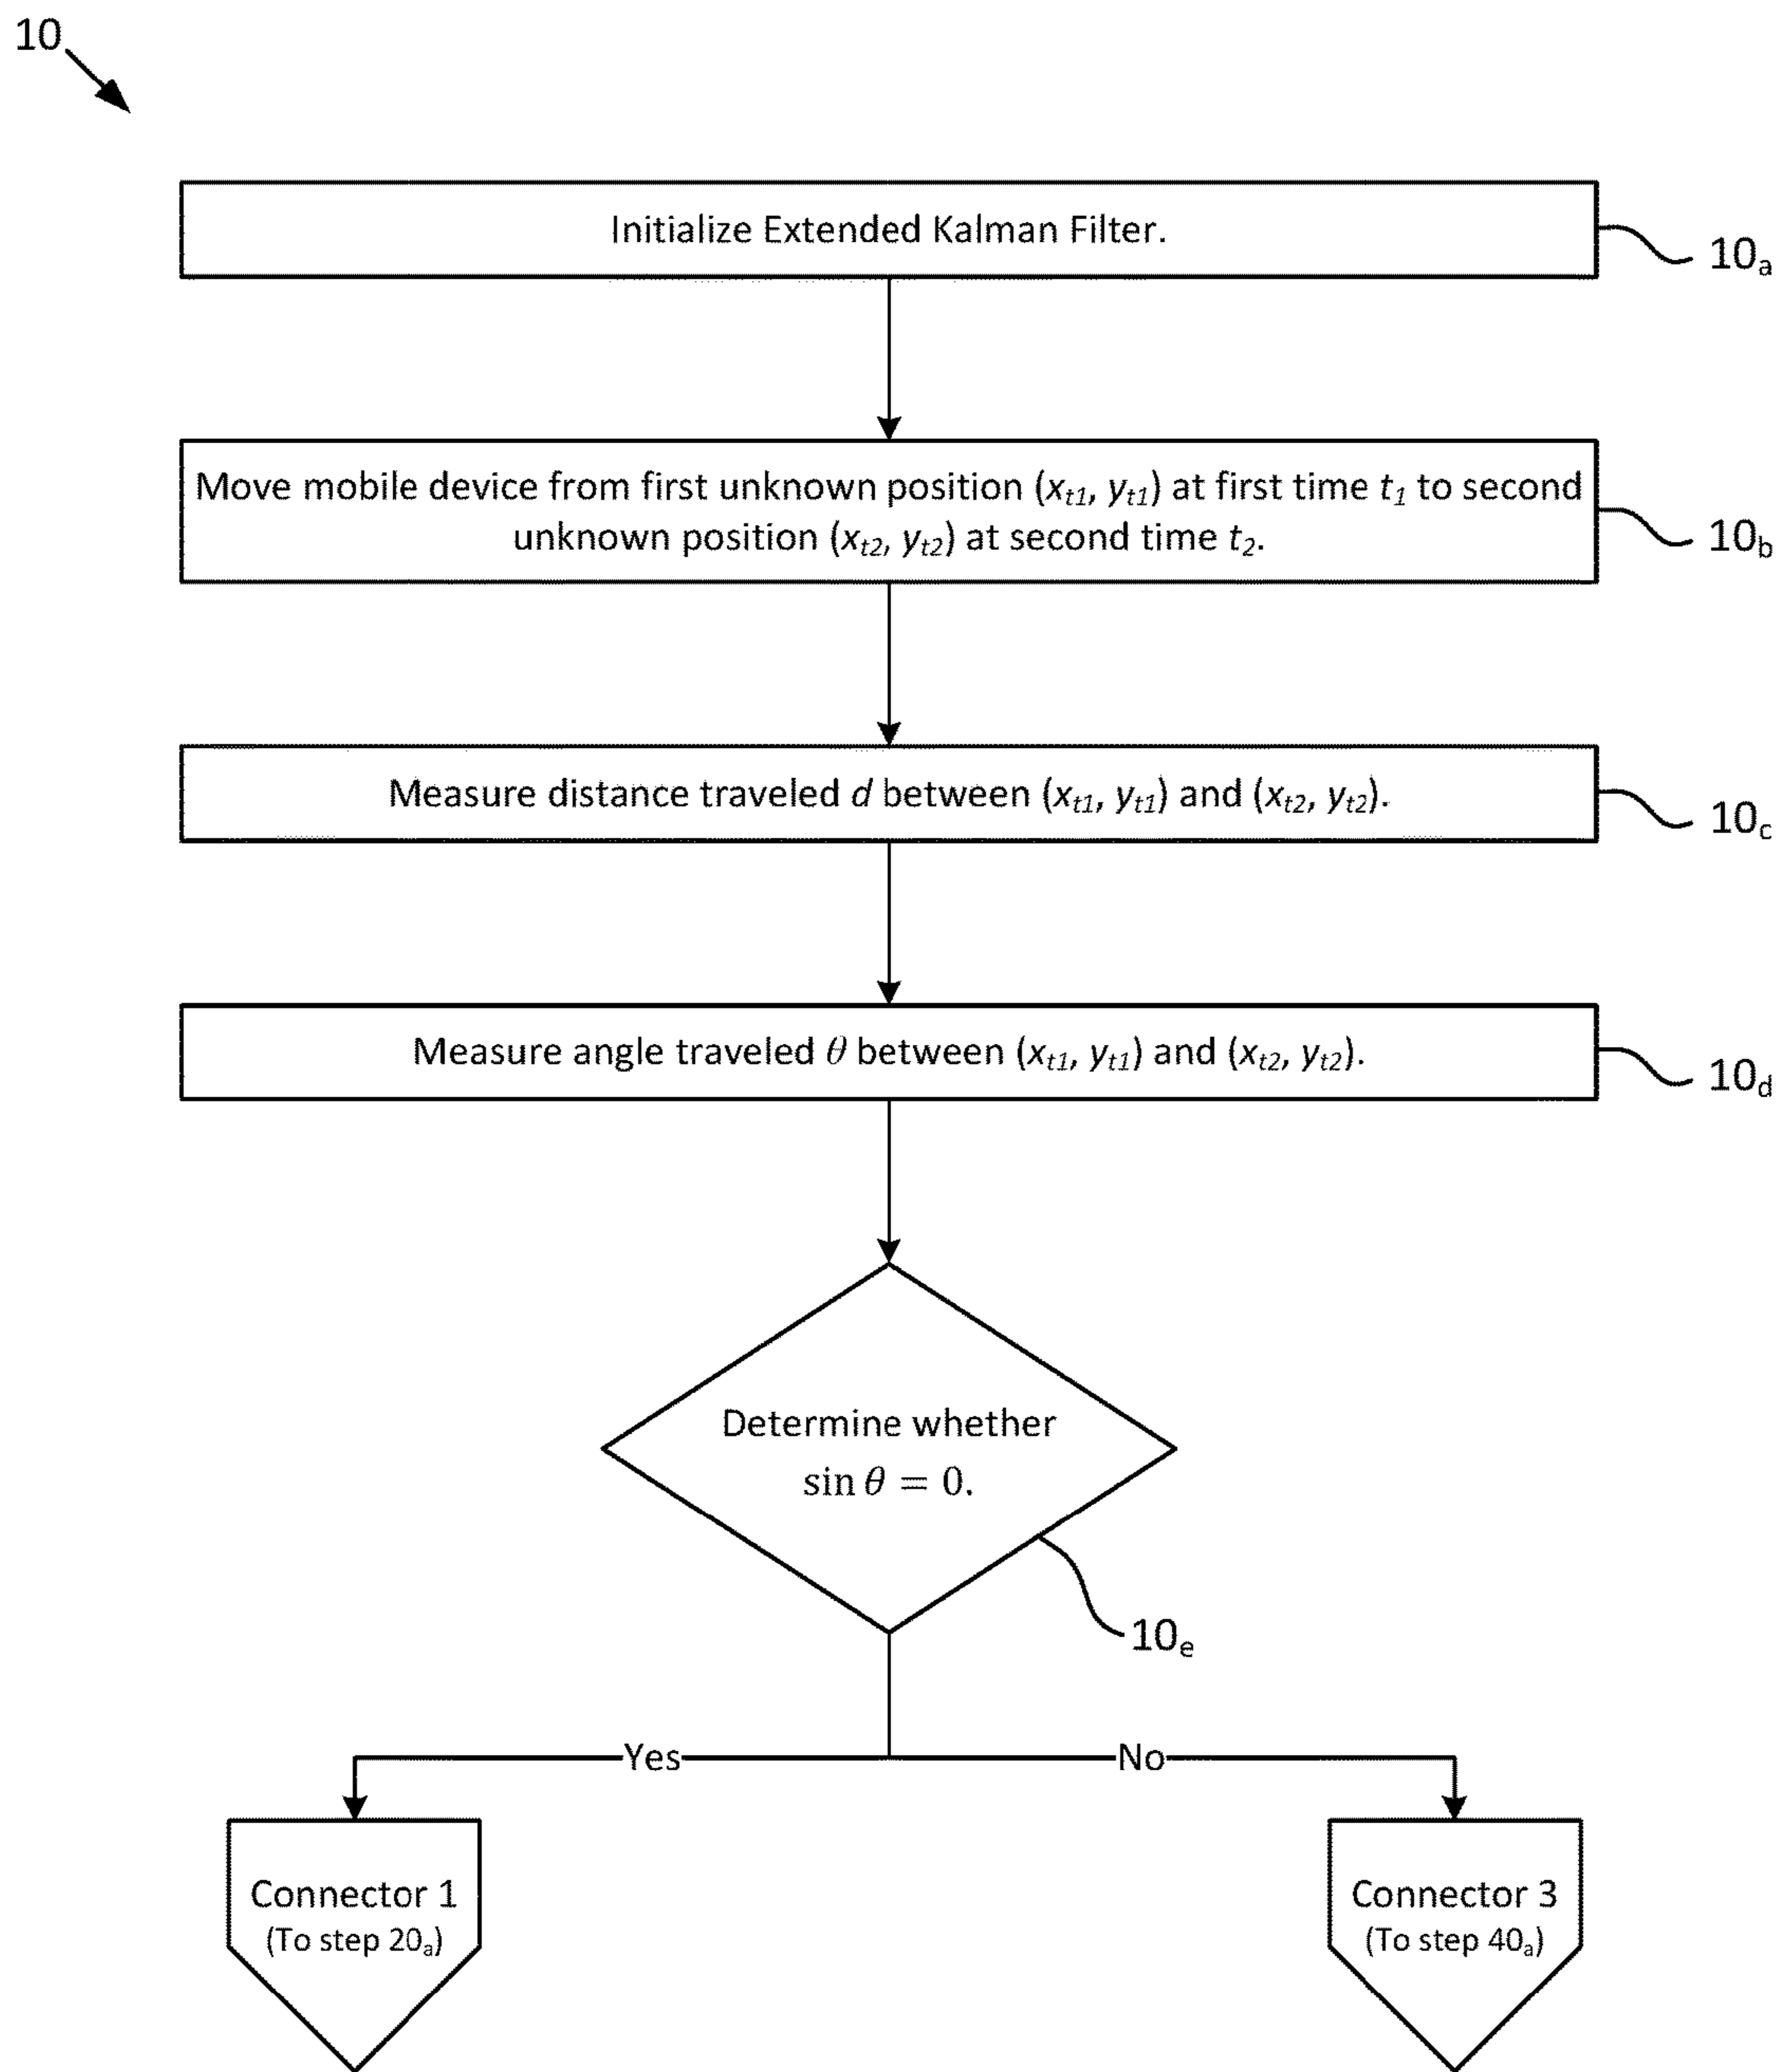 10
Initialize Extended Kalman Filter.
10a
Move mobile device from first unknown position (xt1, yt1) at first time t1 to second
unknown position (xt2, yt2) at second time t2.
10b
Measure distance traveled d between (xt1, yt1) and (xt2, yt2).
10c
Measure angle traveled θ between (xt1, yt1) and (xt2, yt2).
10d
Determine whether
sin θ = 0.
10e
Yes
No
Connector 1
(To step 20a)
Connector 3
(To step 40a)